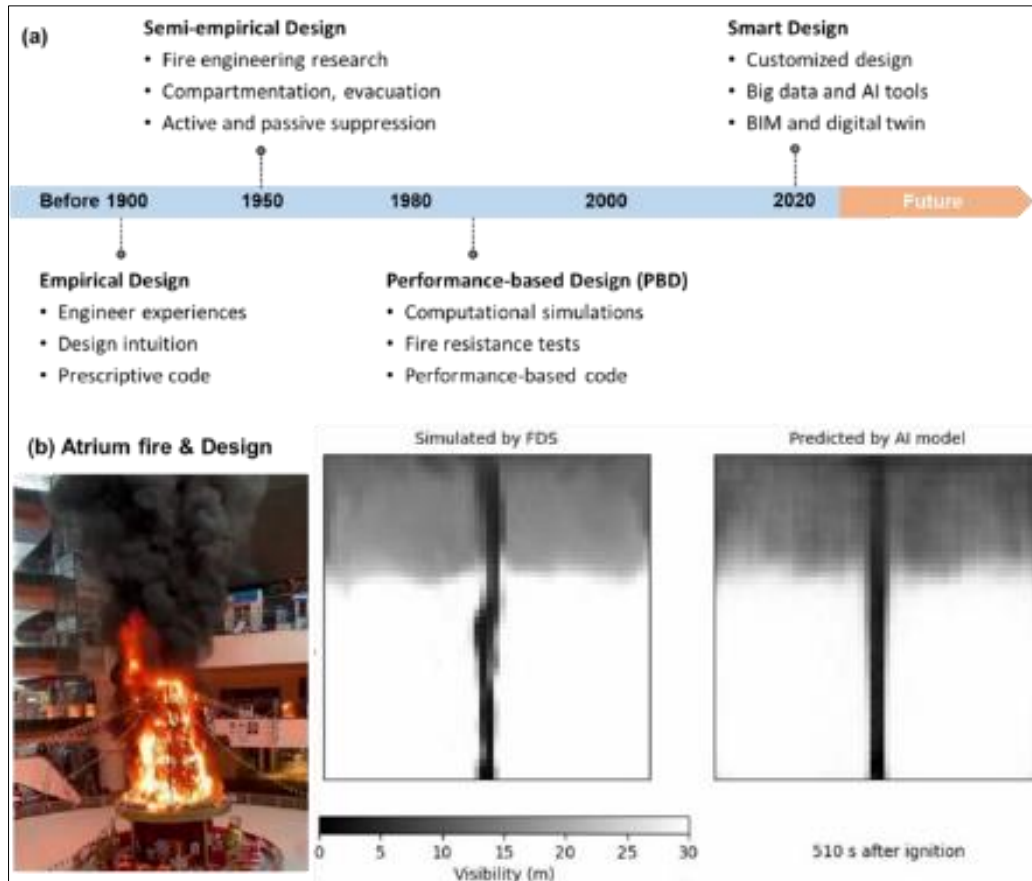 (a)
Semi-empirical Design
• Fire engineering research
• Compartmentation, evacuation
• Active and passive suppression
Smart Design
• Customized design
• Big data and AI tools
• BIM and digital twin
Before 1900
1950
1980
2000
2020
Future
Empirical Design
• Engineer experiences
• Design intuition
• Prescriptive code
Performance-based Design (PBD)
• Computational simulations
• Fire resistance tests
• Performance-based code
(b) Atrium fire & Design
Simulated by FDS
Predicted by AI model
0 5 10 15 20 25 30
Visibility (m)
510 s after ignition